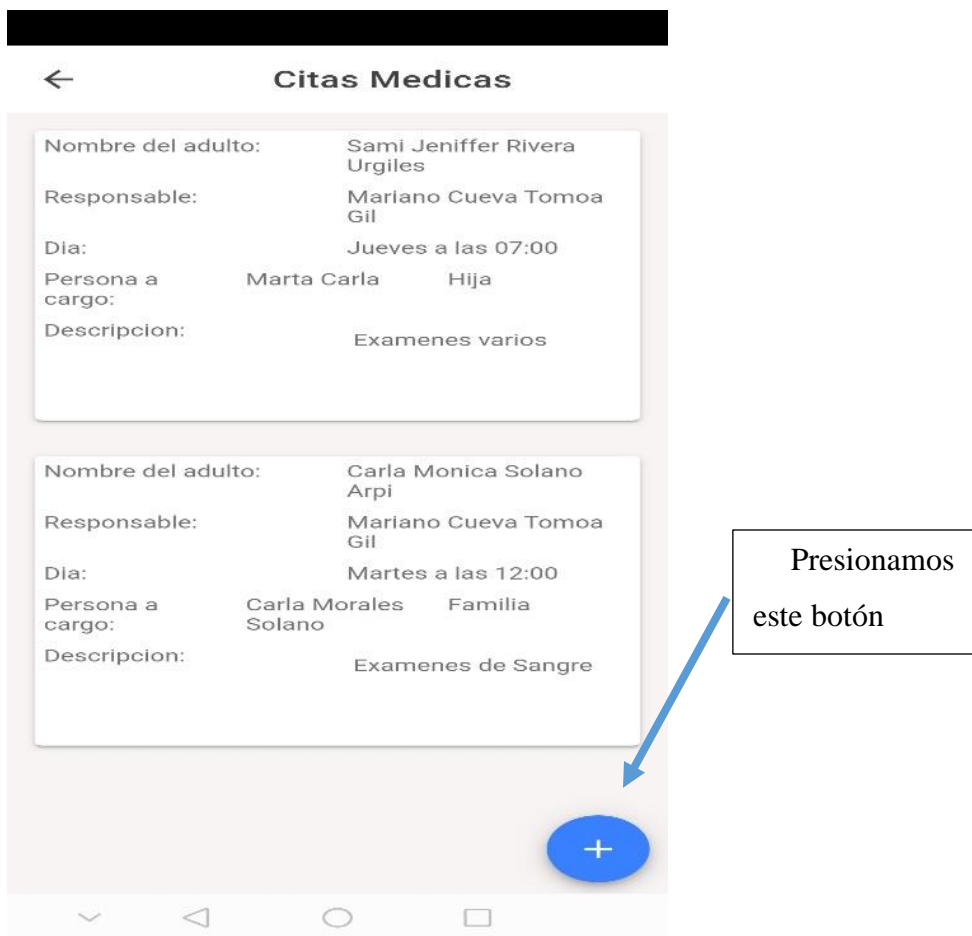 Citas Medicas
Nombre del adulto: Sami Jeniffer Rivera
Urgiles
Responsable: Mariano Cueva Tomoa
Gil
Dia: Jueves a las 07:00
Persona a Marta Carla Hija
cargo:
Descripcion:
Examenes varios
Nombre del adulto: Carla Monica Solano
Arpi
Responsable: Mariano Cueva Tomoa
Gil
Dia: Martes a las 12:00
Persona a Carla Morales Familia
cargo: Solano
Descripcion:
Examenes de Sangre
Presionamos
este botón
+